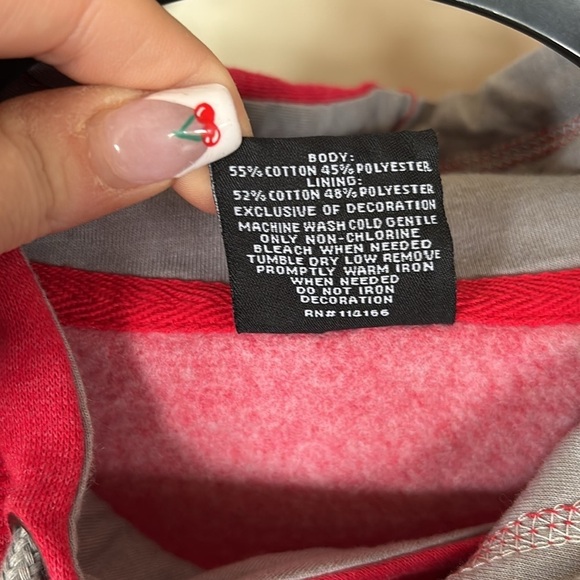 BODY:
55% COTTON 45% POLYESTER
LINING:
52% COTTON 48% POLYESTER
EXCLUSIVE OF DECORATION
MACHINE WASH COLD GENTLE
ONLY NON-CHLORINE
BLEACH WHEN NEEDED
TUMBLE DRY LOW REMOVE
PROMPTLY WARM IRON
WHEN NEEDED
DO NOT IRON
DECORATION
RN# 114166